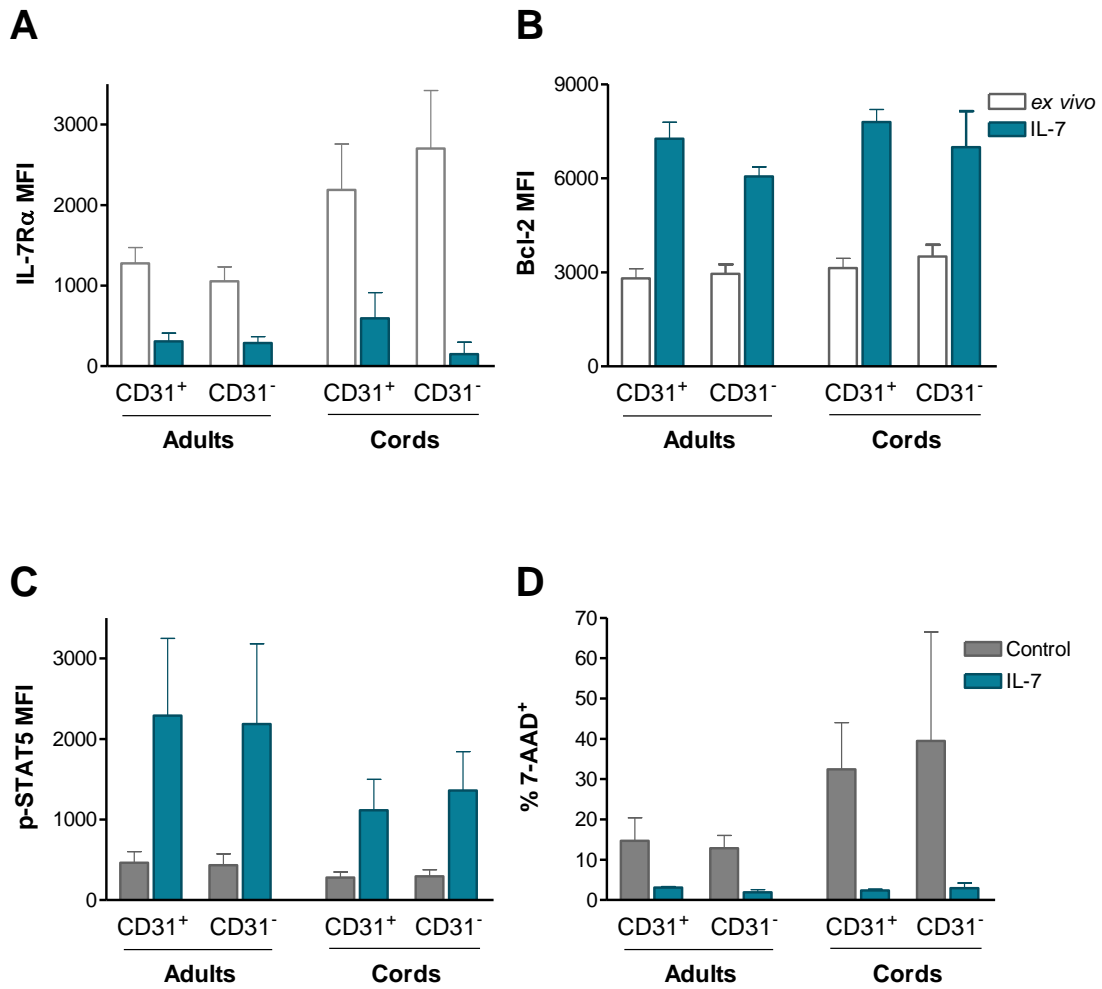 A
IL-7Rα MFI
3000
2000
1000
0
CD31⁺ CD31⁻ CD31⁺ CD31⁻
Adults Cords
B
Bcl-2 MFI
9000
6000
3000
0
ex vivo
IL-7
CD31⁺ CD31⁻ CD31⁺ CD31⁻
Adults Cords
C
p-STAT5 MFI
3000
2000
1000
0
CD31⁺ CD31⁻ CD31⁺ CD31⁻
Adults Cords
D
% 7-AAD⁺
70
60
50
40
30
20
10
0
Control
IL-7
CD31⁺ CD31⁻ CD31⁺ CD31⁻
Adults Cords